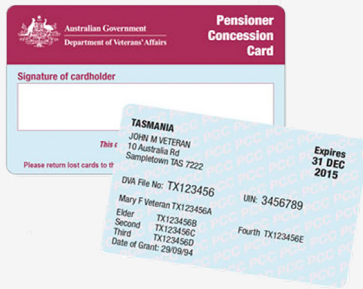 Australian Government
Department of Veterans' Affairs
Pensioner
Concession
Card
Signature of cardholder
This
Please return lost cards to th
TASMANIA
JOHN M VETERAN
10 Australia Rd
Sampletown TAS 7222
Expires
31 DEC
2015
DVA File No: TX123456
UIN: 3456789
Mary F Veteran TX123456A
Elder TX123456B
Second TX123456C
Third TX123456D
Fourth TX123456E
Date of Grant: 29/09/94